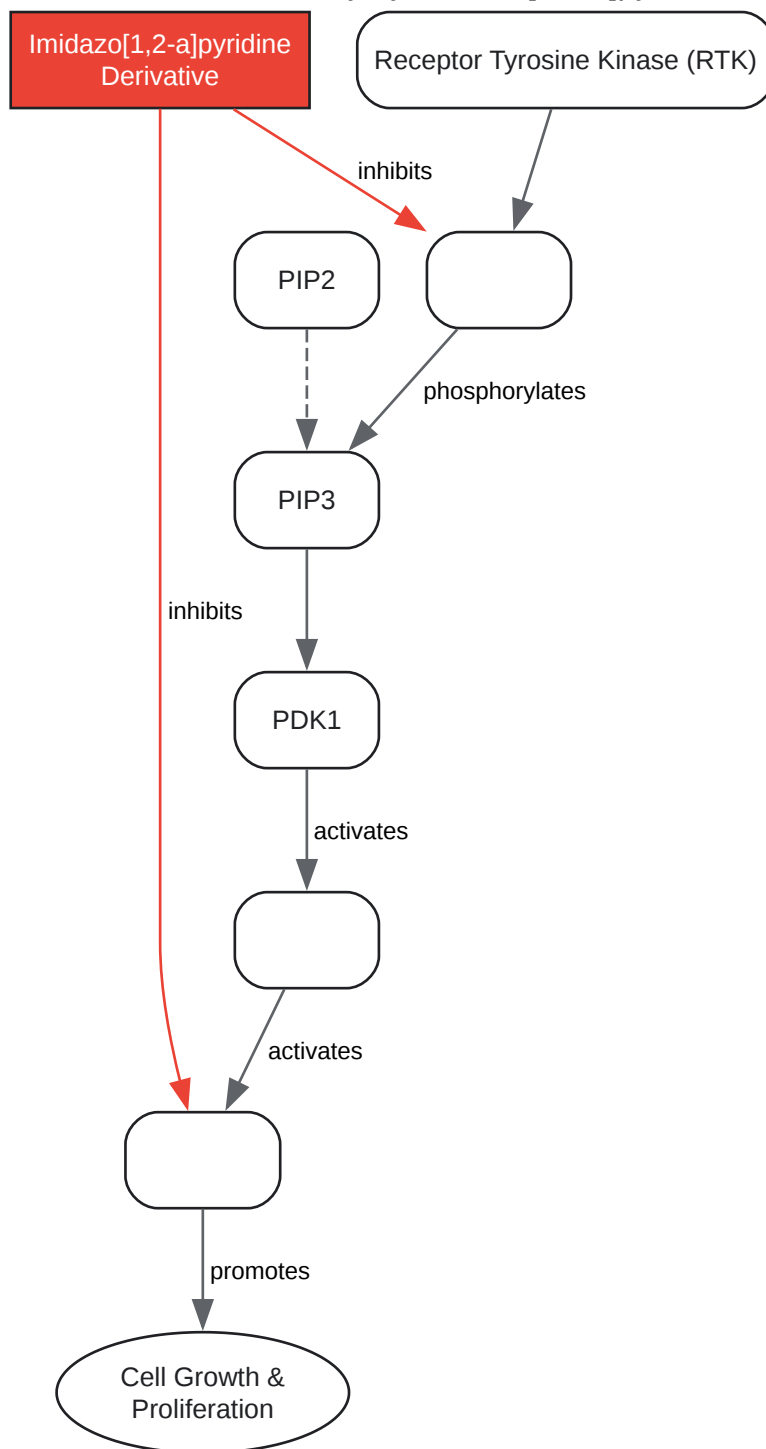 Imidazo[1,2-a]pyridine
Derivative
Receptor Tyrosine Kinase (RTK)
inhibits
PIP2
phosphorylates
PIP3
inhibits
PDK1
activates
activates
promotes
Cell Growth &
Proliferation